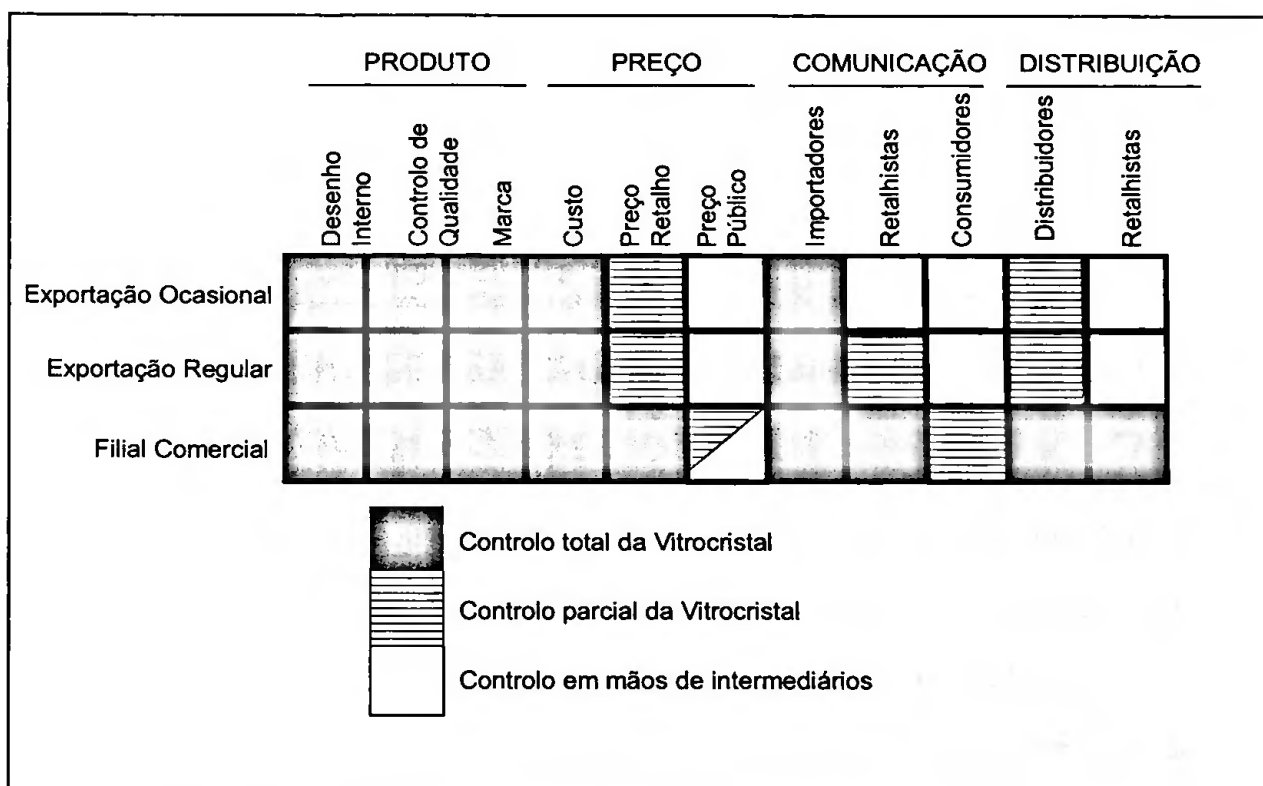 PRODUTO PREÇO COMUNICAÇÃO DISTRIBUIÇÃO
Desenho
Interno
Controlo de
Qualidade
Marca
Custo
Preço
Retalho
Preço
Público
Importadores
Retalhistas
Consumidores
Distribuidores
Retalhistas
Exportação Ocasional
Exportação Regular
Filial Comercial
Controlo total da Vitrocristal
Controlo parcial da Vitrocristal
Controlo em mãos de intermediários